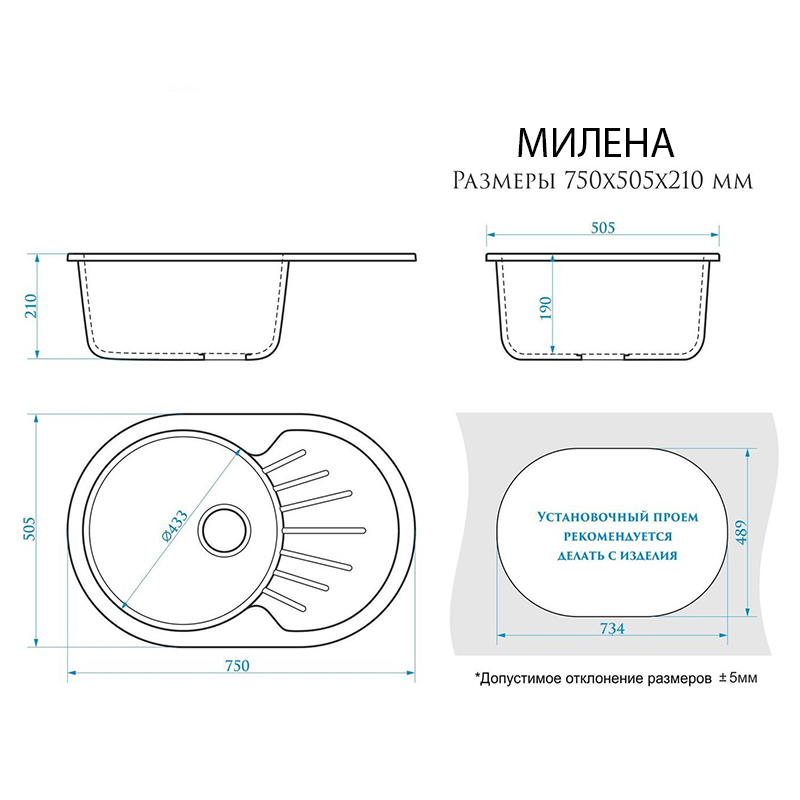 МИЛЕНА
Размеры 750x505x210 мм
505
210
190
505
Ø433
750
Установочный проем
рекомендуется
делать с изделия
489
734
*Допустимое отклонение размеров ±5мм